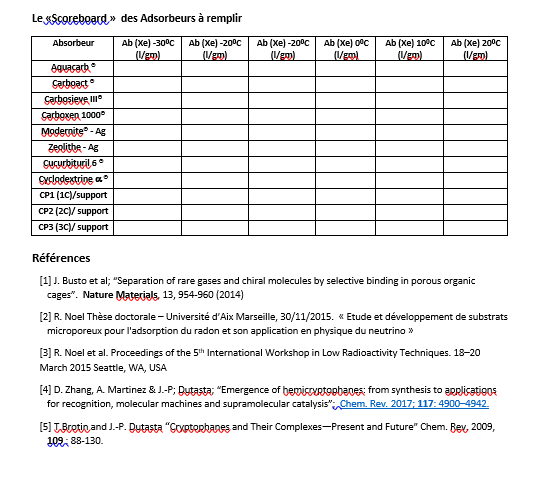 Le «Scoreboard » des Adsorbeurs à remplir
Absorbeur Ab (Xe) -30ºC (l/gm) Ab (Xe) -20ºC (l/gm) Ab (Xe) -20ºC (l/gm) Ab (Xe) 0ºC (l/gm) Ab (Xe) 10ºC (l/gm) Ab (Xe) 20ºC (l/gm)
Aquacarb ®
Carboact ®
Carbosieve III®
Carboxen 1000®
Modernite® - Ag
Zeolithe - Ag
Cucurbituril 6 ®
Cyclodextrine α ®
CP1 (1C)/support
CP2 (2C)/ support
CP3 (3C)/ support
Références
[1] J. Busto et al; “Separation of rare gases and chiral molecules by selective binding in porous organic
cages”. Nature Materials, 13, 954-960 (2014)
[2] R. Noel Thèse doctorale – Université d’Aix Marseille, 30/11/2015. « Etude et développement de substrats
microporeux pour l'adsorption du radon et son application en physique du neutrino »
[3] R. Noel et al. Proceedings of the 5th International Workshop in Low Radioactivity Techniques. 18–20
March 2015 Seattle, WA, USA
[4] D. Zhang, A. Martinez & J.-P; Dutasta; “Emergence of hemicryptophanes: from synthesis to applications
for recognition, molecular machines and supramolecular catalysis”; Chem. Rev. 2017; 117: 4900–4942.
[5] T.Brotin and J.-P. Dutasta “Cryptophanes and Their Complexes—Present and Future” Chem. Rev. 2009,
109 : 88-130.